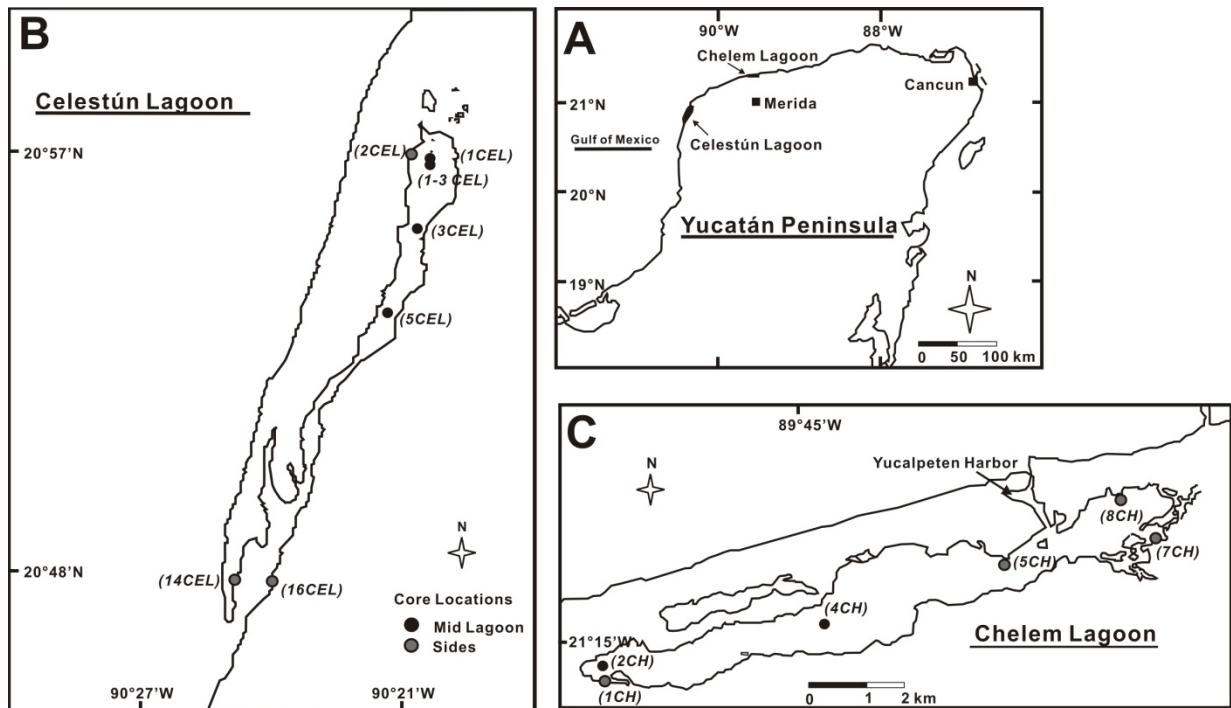 B
Celestún Lagoon
20°57'N
(2CEL)
(1CEL)
(1-3 CEL)
(3CEL)
(5CEL)
N
20°48'N
(14CEL)
(16CEL)
Core Locations
Mid Lagoon
Sides
90°27'W
90°21'W
90°W
88°W
A
Chelem Lagoon
Cancun
21°N
Merida
Gulf of Mexico
Celestún Lagoon
20°N
Yucatán Peninsula
19°N
N
0 50 100 km
89°45'W
C
N
Yucalpeten Harbor
(8CH)
(7CH)
(5CH)
(4CH)
21°15'W
Chelem Lagoon
(2CH)
(1CH)
0 1 2 km